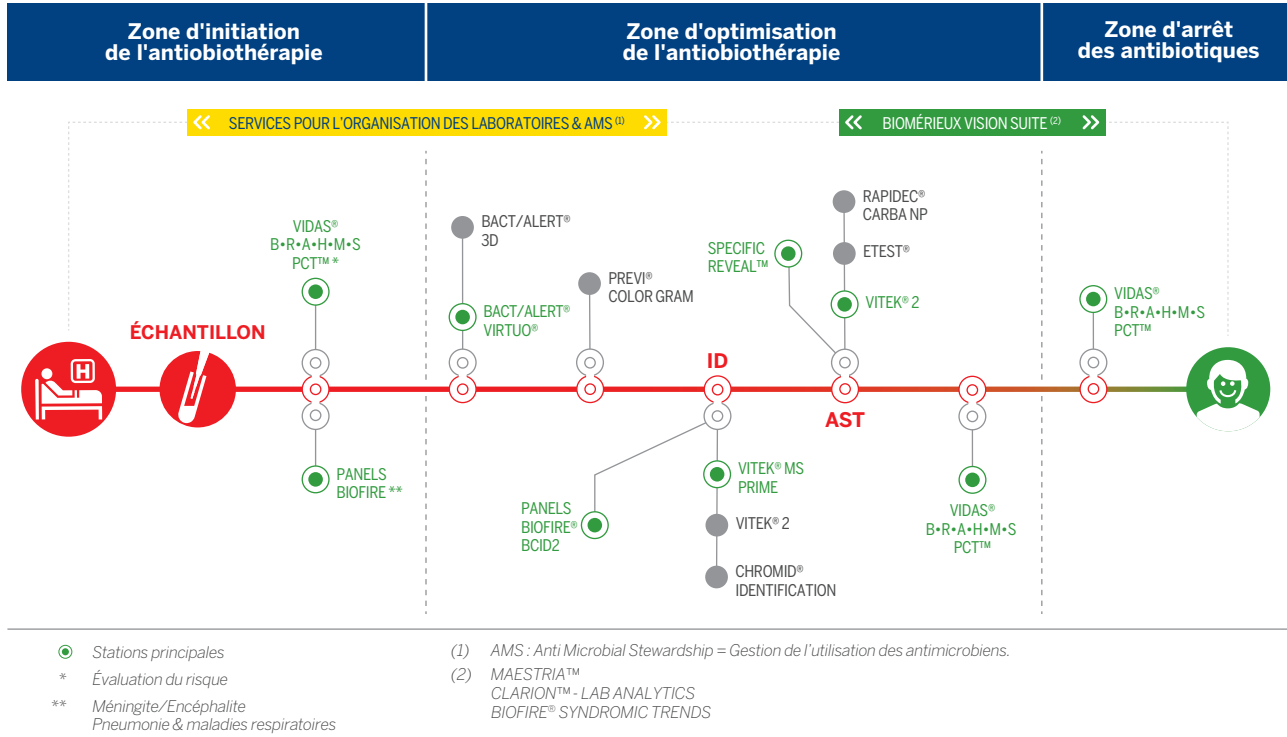 Zone d'initiation
de l'antiobiothérapie
Zone d'optimisation
de l'antiobiothérapie
Zone d'arrêt
des antibiotiques
SERVICES POUR L'ORGANISATION DES LABORATOIRES & AMS (1)
BIOMÉRIEUX VISION SUITE (2)
H
ÉCHANTILLON
VIDAS®
B•R•A•H•M•S
PCT™ *
PANELS
BIOFIRE **
BACT/ALERT®
3D
BACT/ALERT®
VIRTUO®
PREVI®
COLOR GRAM
ID
PANELS
BIOFIRE®
BCID2
VITEK® MS
PRIME
VITEK® 2
CHROMID®
IDENTIFICATION
SPECIFIC
REVEAL™
RAPIDEC®
CARBA NP
ETEST®
VITEK® 2
AST
VIDAS®
B•R•A•H•M•S
PCT™
VIDAS®
B•R•A•H•M•S
PCT™
Stations principales
* Évaluation du risque
** Méningite/Encéphalite
Pneumonie & maladies respiratoires
(1) AMS : Anti Microbial Stewardship = Gestion de l'utilisation des antimicrobiens.
(2) MAESTRIA™
CLARION™ - LAB ANALYTICS
BIOFIRE® SYNDROMIC TRENDS